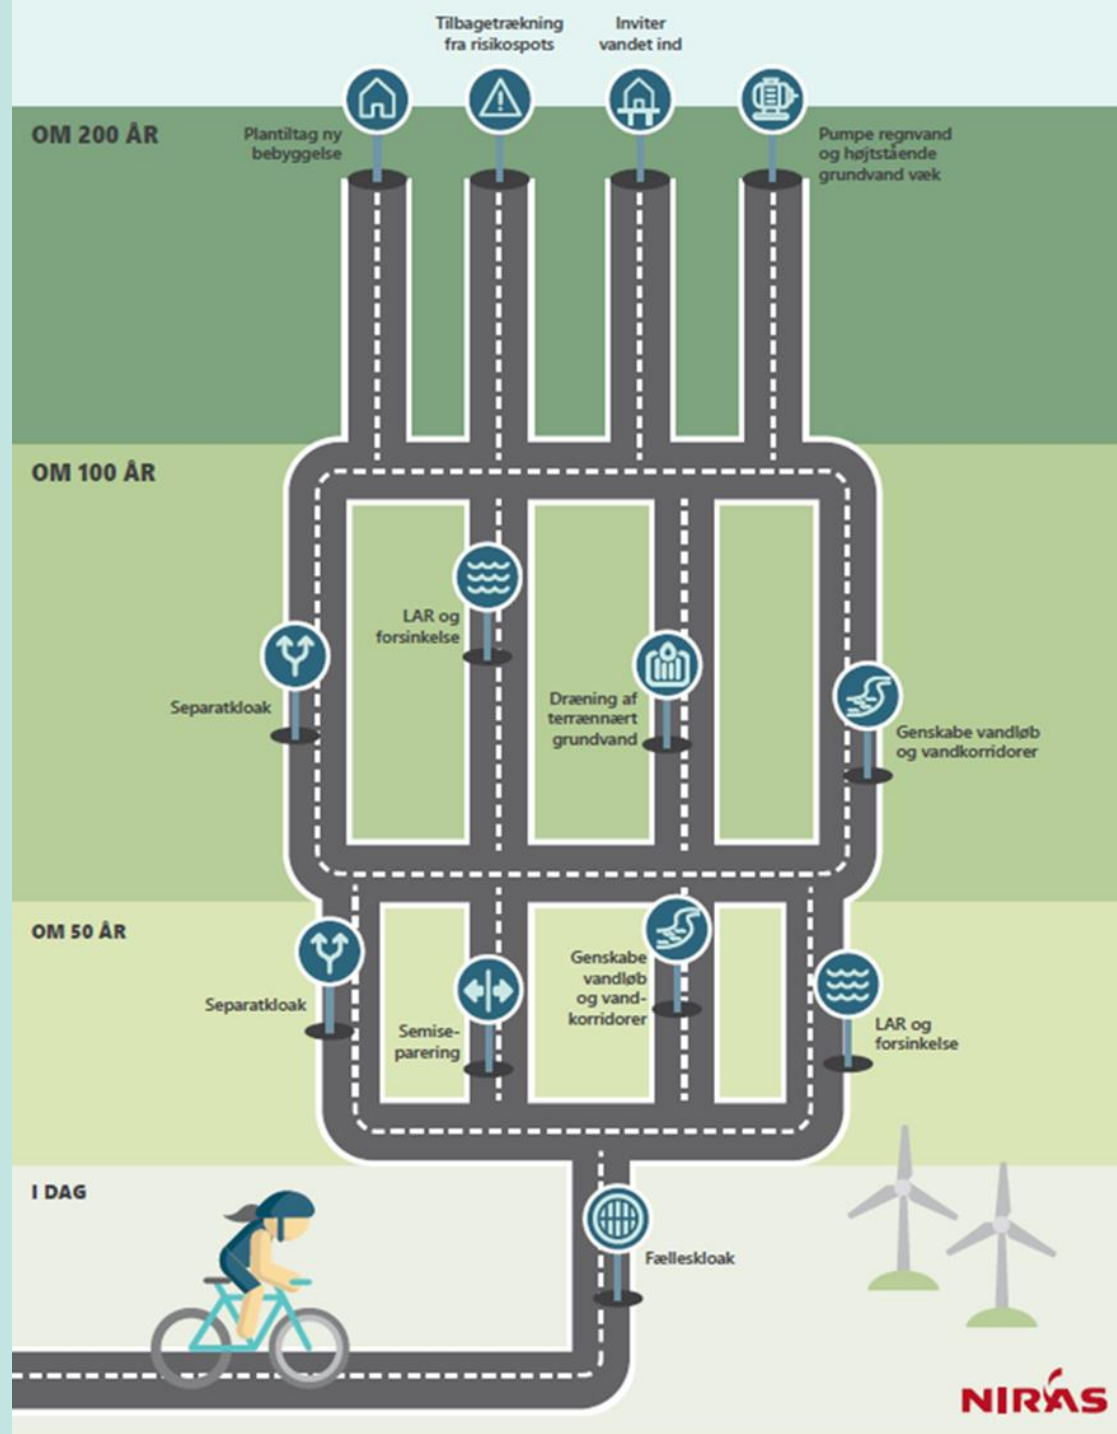 Tilbagetrækning
fra risikospots
Inviter
vandet ind
OM 200 ÅR
Plantiltag ny
bebyggelse
Pumpe regnvand
og højtstående
grundvand væk
OM 100 ÅR
LAR og
forsinkelse
Separatkloak
Dræning af
terrænnært
grundvand
Genskabe vandløb
og vandkorridorer
OM 50 ÅR
Separatkloak
Semise-
parering
Genskabe
vandløb
og vand-
korridorer
LAR og
forsinkelse
I DAG
Fælleskloak
NIRAS